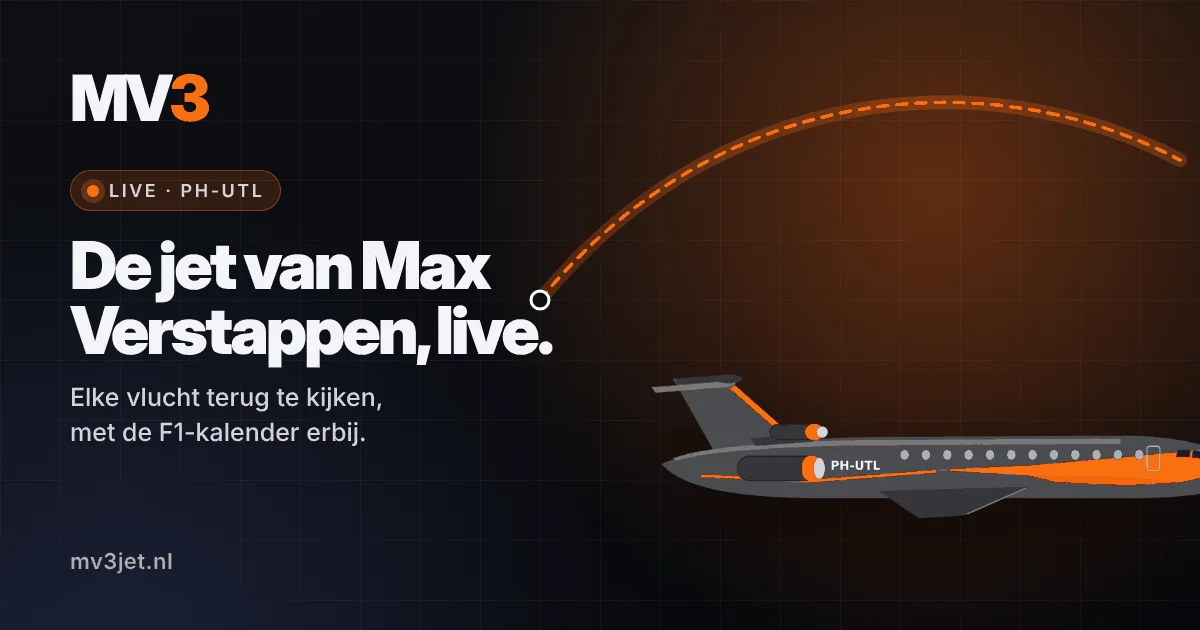 MV3
LIVE · PH-UTL
De jet van Max
Verstappen, live.
Elke vlucht terug te kijken,
met de F1-kalender erbij.
PH-UTL
mv3jet.nl